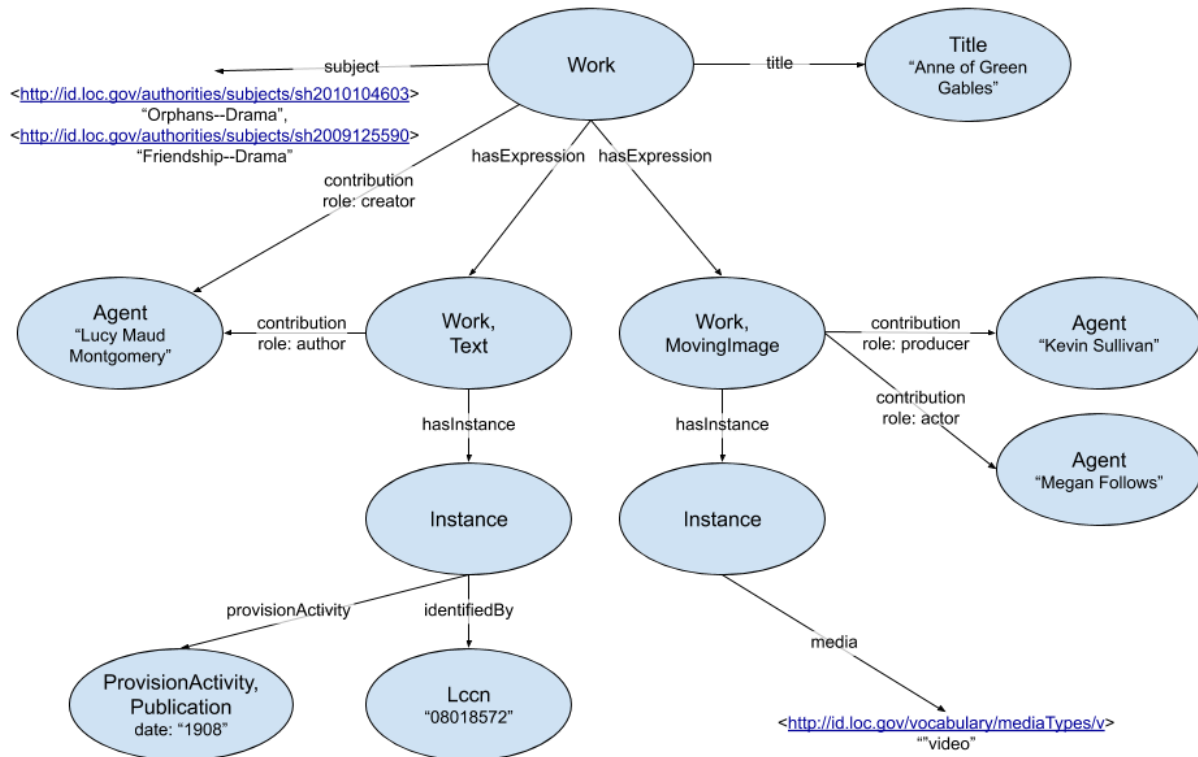 Work
title
Title
“Anne of Green
Gables”
subject
<http://id.loc.gov/authorities/subjects/sh2010104603>
“Orphans--Drama”,
<http://id.loc.gov/authorities/subjects/sh2009125590>
“Friendship--Drama”
hasExpression
hasExpression
contribution
role: creator
Agent
“Lucy Maud
Montgomery”
contribution
role: author
Work,
Text
Work,
MovingImage
contribution
role: producer
Agent
“Kevin Sullivan”
contribution
role: actor
Agent
“Megan Follows”
hasInstance
hasInstance
Instance
Instance
provisionActivity
identifiedBy
media
ProvisionActivity,
Publication
date: “1908”
Lccn
“08018572”
<http://id.loc.gov/vocabulary/mediaTypes/v>
“”video”